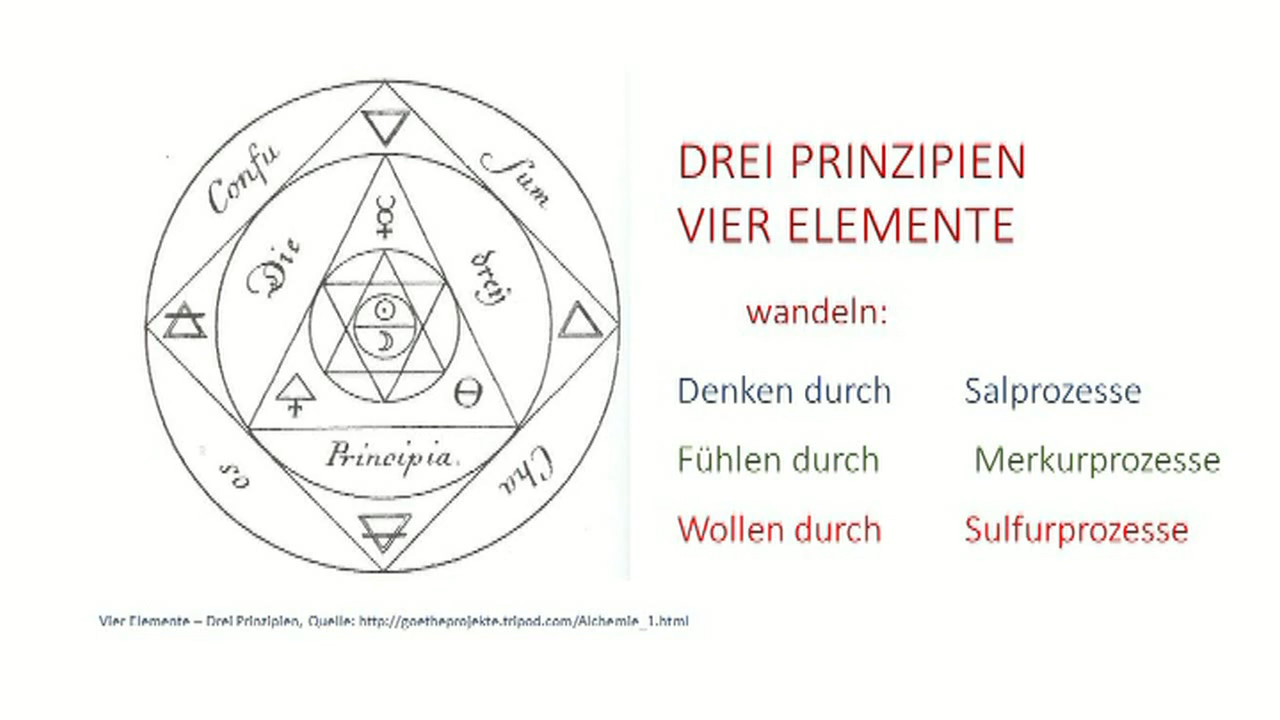 Confu
Sum
Die
dreÿ
Principia.
os
Cha
DREI PRINZIPIEN
VIER ELEMENTE
wandeln:
Denken durch Salprozesse
Fühlen durch Merkurprozesse
Wollen durch Sulfurprozesse
Vier Elemente – Drei Prinzipien, Quelle: http://goetheprojekte.tripod.com/Alchemie_1.html